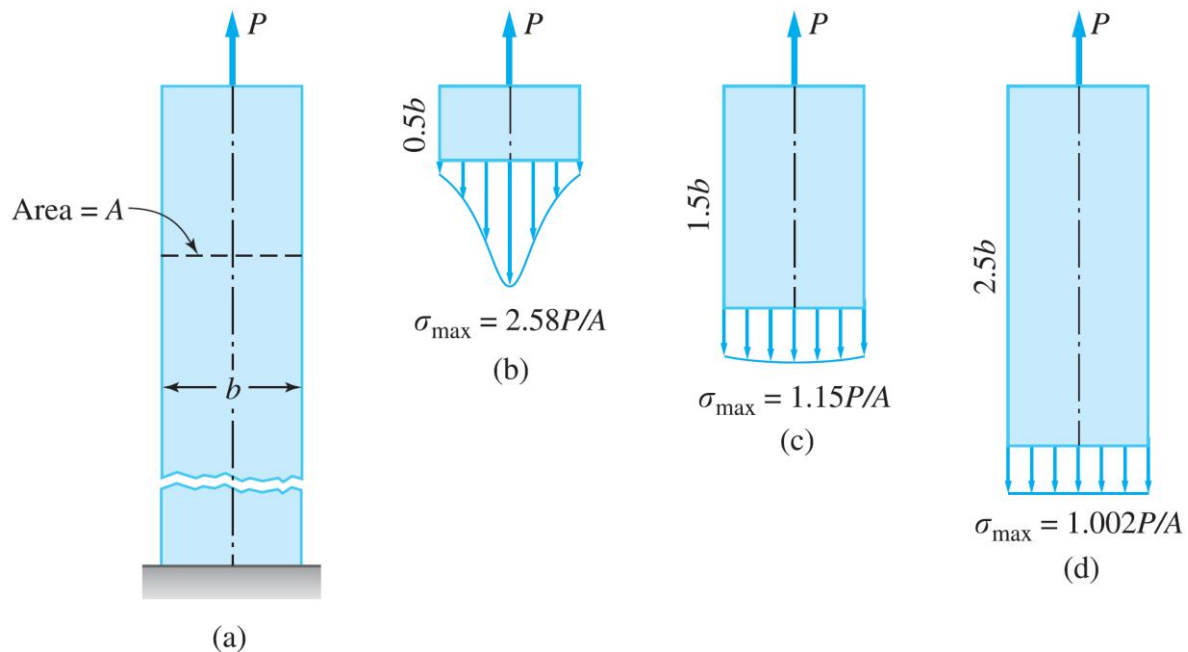 P
Area = A
b
(a)
P
0.5b
σmax = 2.58P/A
(b)
P
1.5b
σmax = 1.15P/A
(c)
P
2.5b
σmax = 1.002P/A
(d)